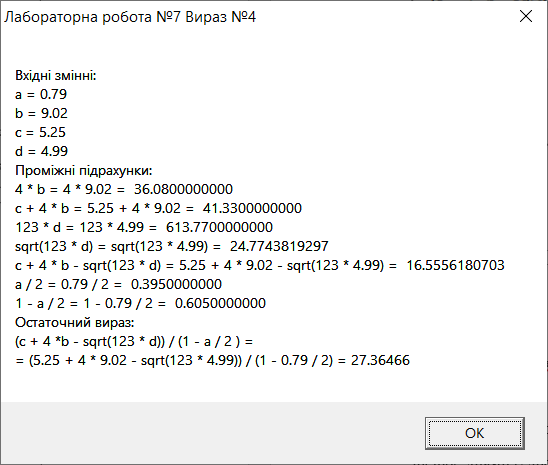 Лабораторна робота №7 Вираз №4
Вхідні змінні:
a = 0.79
b = 9.02
c = 5.25
d = 4.99
Проміжні підрахунки:
4 * b = 4 * 9.02 =  36.0800000000
c + 4 * b = 5.25 + 4 * 9.02 =  41.3300000000
123 * d = 123 * 4.99 =  613.7700000000
sqrt(123 * d) = sqrt(123 * 4.99) =  24.7743819297
c + 4 * b - sqrt(123 * d) = 5.25 + 4 * 9.02 - sqrt(123 * 4.99) =  16.5556180703
a / 2 = 0.79 / 2 =  0.3950000000
1 - a / 2 = 1 - 0.79 / 2 =  0.6050000000
Остаточний вираз:
(c + 4 *b - sqrt(123 * d)) / (1 - a / 2 ) =
= (5.25 + 4 * 9.02 - sqrt(123 * 4.99)) / (1 - 0.79 / 2) = 27.36466
OK